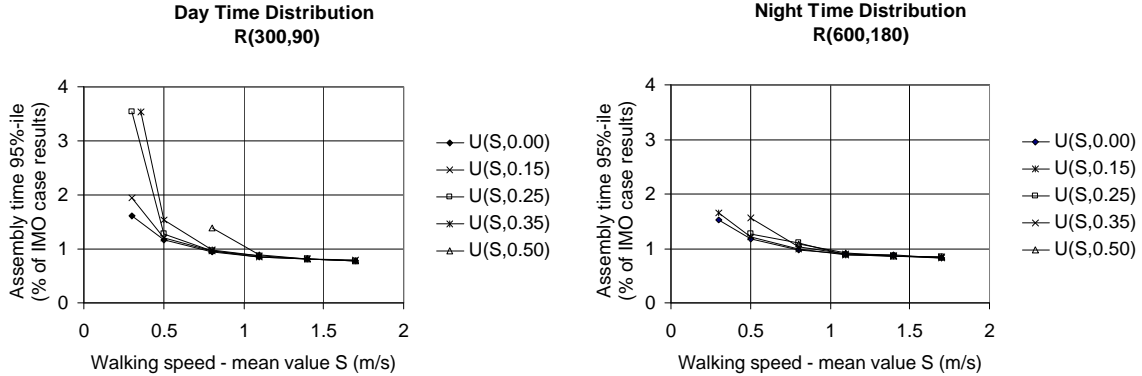 Day Time Distribution
R(300,90)
Assembly time 95%-ile
(% of IMO case results)
4
3
2
1
0
0 0.5 1 1.5 2
Walking speed - mean value S (m/s)
U(S,0.00)
U(S,0.15)
U(S,0.25)
U(S,0.35)
U(S,0.50)
Night Time Distribution
R(600,180)
Assembly time 95%-ile
(% of IMO case results)
4
3
2
1
0
0 0.5 1 1.5 2
Walking speed - mean value S (m/s)
U(S,0.00)
U(S,0.15)
U(S,0.25)
U(S,0.35)
U(S,0.50)